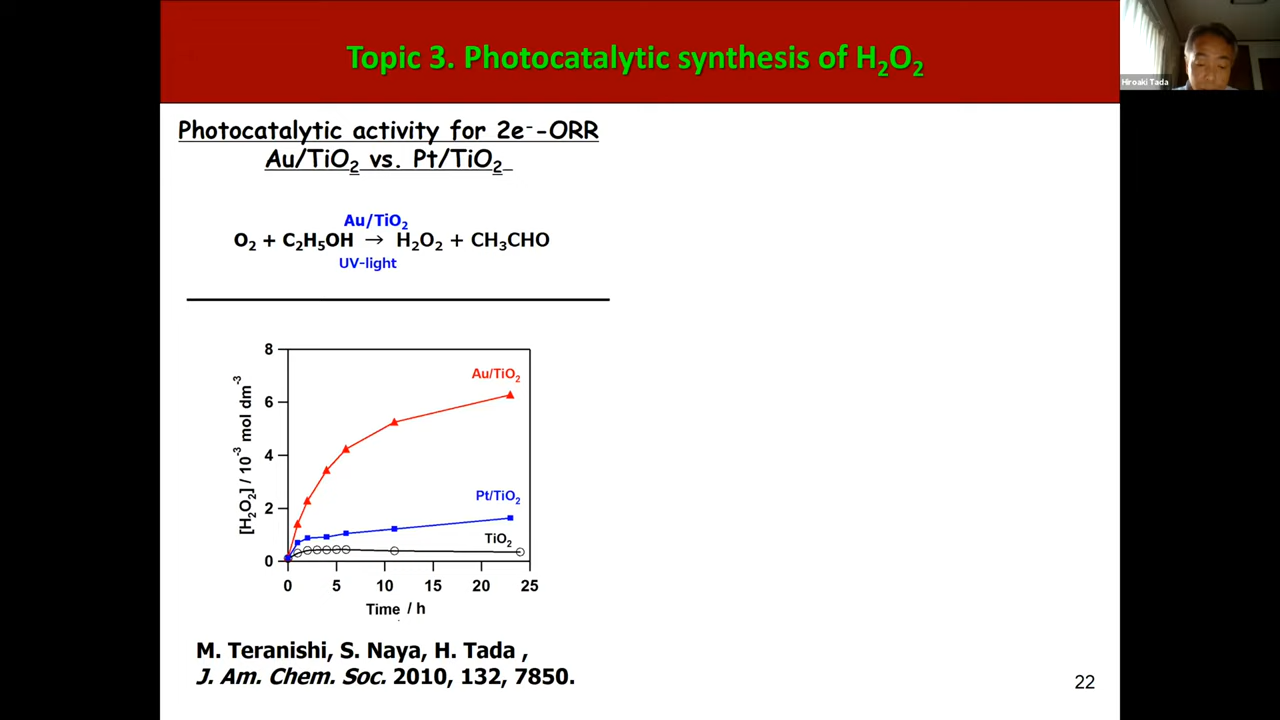 Topic 3. Photocatalytic synthesis of H₂O₂
Hiroaki Tada
Photocatalytic activity for 2e⁻-ORR
Au/TiO₂ vs. Pt/TiO₂
Au/TiO₂
O₂ + C₂H₅OH → H₂O₂ + CH₃CHO
UV-light
[H₂O₂] / 10⁻³ mol dm⁻³
8
6
4
2
0
Au/TiO₂
Pt/TiO₂
TiO₂
0 5 10 15 20 25
Time / h
M. Teranishi, S. Naya, H. Tada ,
J. Am. Chem. Soc. 2010, 132, 7850.
22